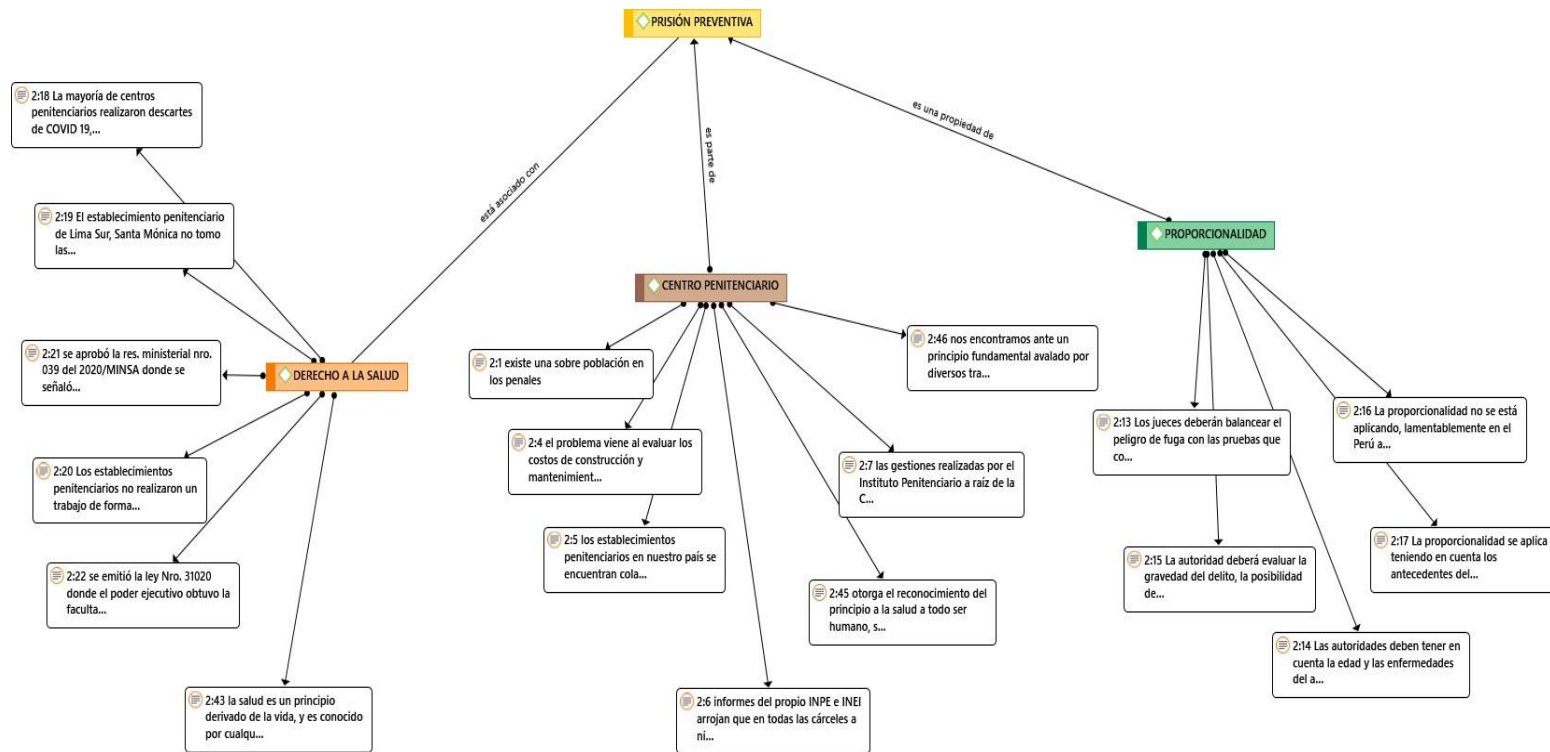 PRISIÓN PREVENTIVA
2:18 La mayoría de centros
penitenciarios realizaron descartes
de COVID 19,...
es una propiedad de
es parte de
está asociado con
2:19 El establecimiento penitenciario
de Lima Sur, Santa Mónica no tomo
las...
PROPORCIONALIDAD
CENTRO PENITENCIARIO
2:21 se aprobó la res. ministerial nro.
039 del 2020/MINSA donde se
señaló...
DERECHO A LA SALUD
2:1 existe una sobre población en
los penales
2:46 nos encontramos ante un
principio fundamental avalado por
diversos tra...
2:13 Los jueces deberán balancear el
peligro de fuga con las pruebas que
co...
2:16 La proporcionalidad no se está
aplicando, lamentablemente en el
Perú a...
2:4 el problema viene al evaluar los
costos de construcción y
mantenimient...
2:7 las gestiones realizadas por el
Instituto Penitenciario a raíz de la
C...
2:20 Los establecimientos
penitenciarios no realizaron un
trabajo de forma...
2:5 los establecimientos
penitenciarios en nuestro país se
encuentran cola...
2:17 La proporcionalidad se aplica
teniendo en cuenta los
antecedentes del...
2:15 La autoridad deberá evaluar la
gravedad del delito, la posibilidad
de...
2:22 se emitió la ley Nro. 31020
donde el poder ejecutivo obtuvo la
faculta...
2:45 otorga el reconocimiento del
principio a la salud a todo ser
humano, s...
2:14 Las autoridades deben tener en
cuenta la edad y las enfermedades
del a...
2:43 la salud es un principio
derivado de la vida, y es conocido
por cualqu...
2:6 informes del propio INPE e INEI
arrojan que en todas las cárceles a
ni...